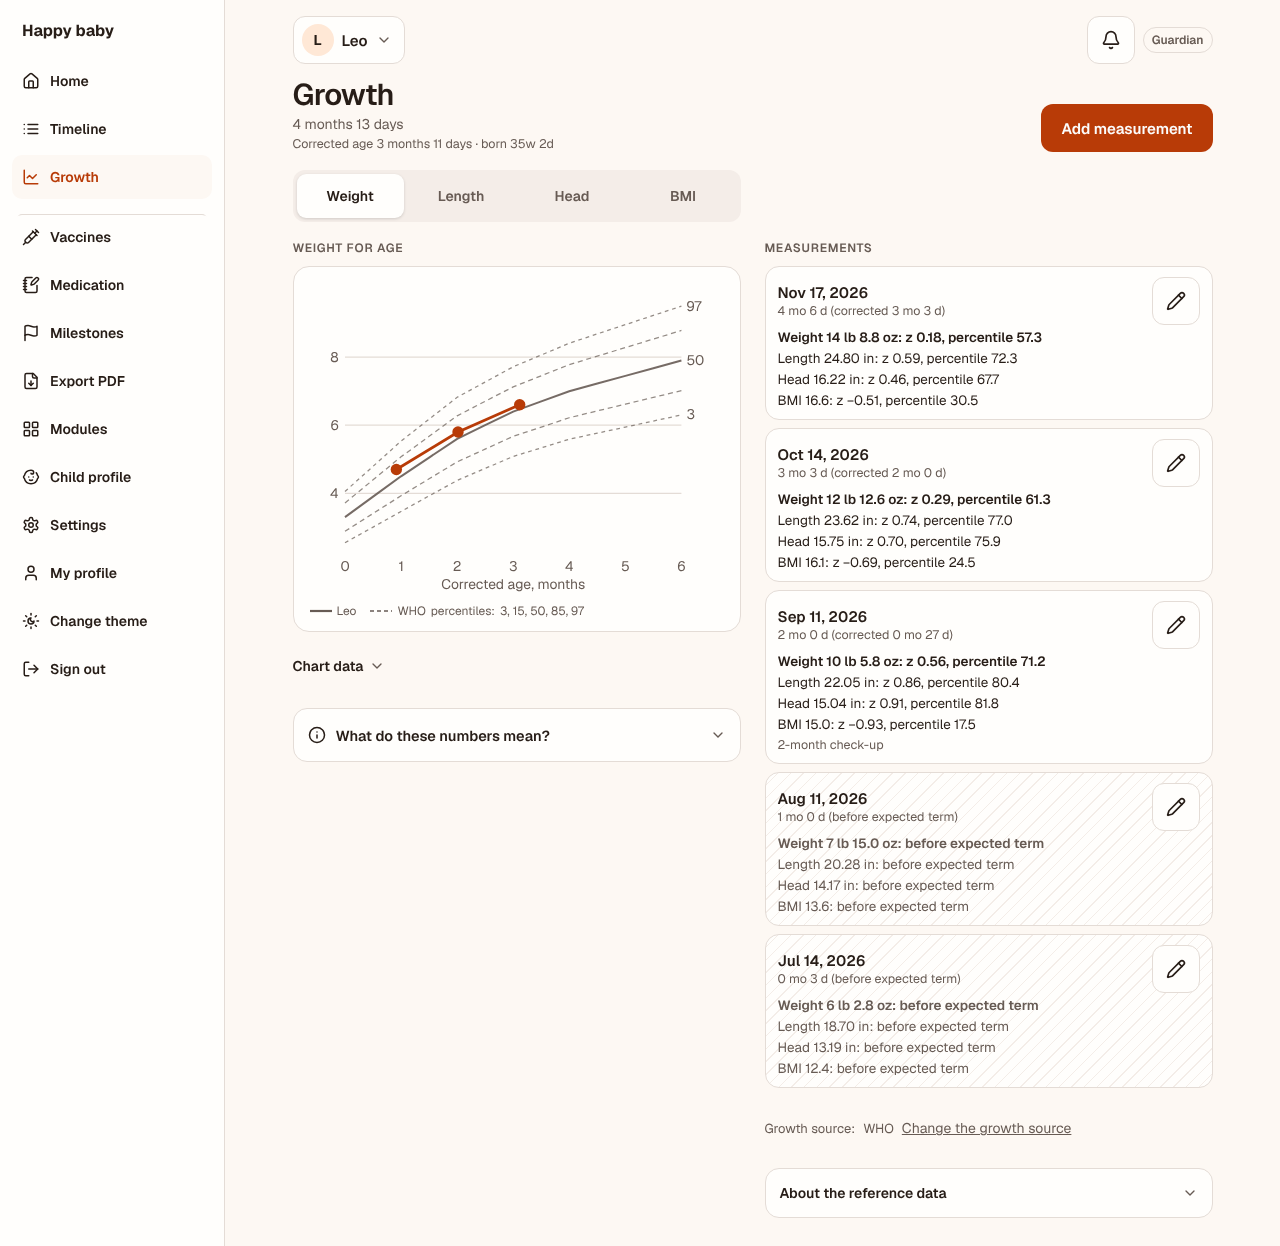 Happy baby
Home
Timeline
Growth
Vaccines
Medication
Milestones
Export PDF
Modules
Child profile
Settings
My profile
Change theme
Sign out
L Leo
Guardian
Growth
4 months 13 days
Corrected age 3 months 11 days · born 35w 2d
Add measurement
Weight Length Head BMI
WEIGHT FOR AGE
97
8
50
6
3
4
0 1 2 3 4 5 6
Corrected age, months
Leo WHO percentiles: 3, 15, 50, 85, 97
Chart data
What do these numbers mean?
MEASUREMENTS
Nov 17, 2026
4 mo 6 d (corrected 3 mo 3 d)
Weight 14 lb 8.8 oz: z 0.18, percentile 57.3
Length 24.80 in: z 0.59, percentile 72.3
Head 16.22 in: z 0.46, percentile 67.7
BMI 16.6: z −0.51, percentile 30.5
Oct 14, 2026
3 mo 3 d (corrected 2 mo 0 d)
Weight 12 lb 12.6 oz: z 0.29, percentile 61.3
Length 23.62 in: z 0.74, percentile 77.0
Head 15.75 in: z 0.70, percentile 75.9
BMI 16.1: z −0.69, percentile 24.5
Sep 11, 2026
2 mo 0 d (corrected 0 mo 27 d)
Weight 10 lb 5.8 oz: z 0.56, percentile 71.2
Length 22.05 in: z 0.86, percentile 80.4
Head 15.04 in: z 0.91, percentile 81.8
BMI 15.0: z −0.93, percentile 17.5
2-month check-up
Aug 11, 2026
1 mo 0 d (before expected term)
Weight 7 lb 15.0 oz: before expected term
Length 20.28 in: before expected term
Head 14.17 in: before expected term
BMI 13.6: before expected term
Jul 14, 2026
0 mo 3 d (before expected term)
Weight 6 lb 2.8 oz: before expected term
Length 18.70 in: before expected term
Head 13.19 in: before expected term
BMI 12.4: before expected term
Growth source: WHO Change the growth source
About the reference data